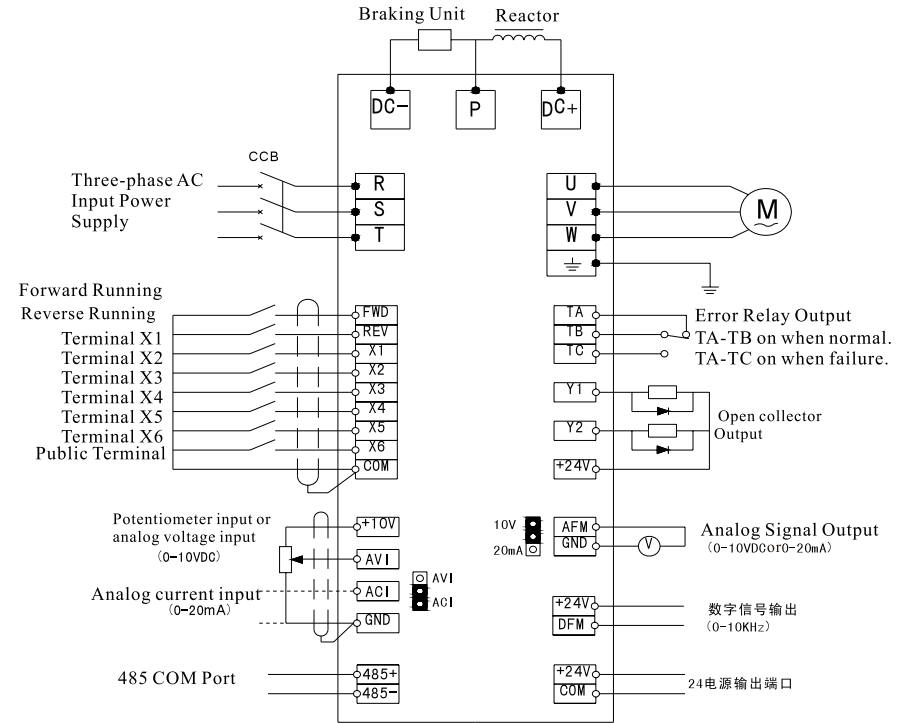 Braking Unit
Reactor
DC-
P
DC+
CCB
Three-phase AC
Input Power
Supply
R
S
T
U
V
W
M
Forward Running
Reverse Running
Terminal X1
Terminal X2
Terminal X3
Terminal X4
Terminal X5
Terminal X6
Public Terminal
FWD
REV
X1
X2
X3
X4
X5
X6
COM
TA
TB
TC
Error Relay Output
TA-TB on when normal.
TA-TC on when failure.
Y1
Y2
+24V
Open collector
Output
Potentiometer input or
analog voltage input
(0-10VDC)
Analog current input
(0-20mA)
+10V
AVI
ACI
GND
AVI
ACI
10V
20mA
AFM
GND
V
Analog Signal Output
(0-10VDCor0-20mA)
+24V
DFM
数字信号输出
(0-10KHz)
485 COM Port
485+
485-
+24V
COM
24电源输出端口